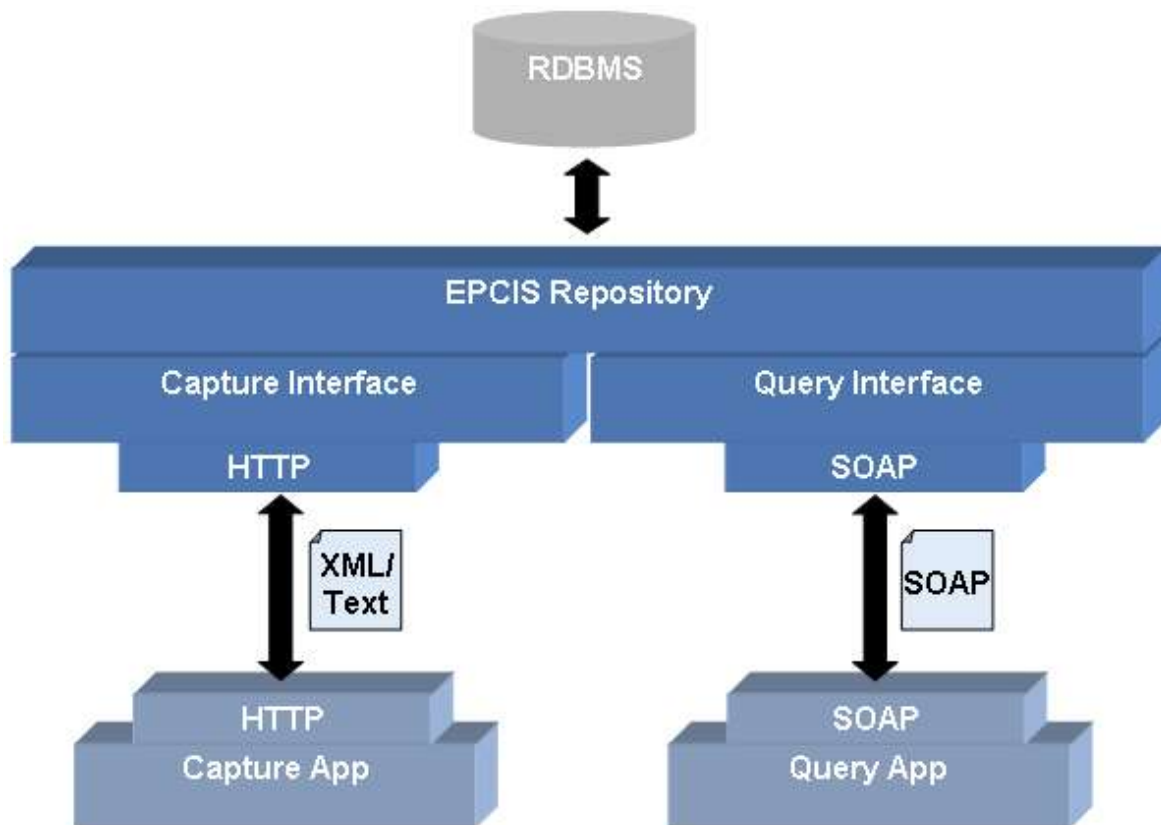 RDBMS
EPCIS Repository
Capture Interface
Query Interface
HTTP
SOAP
XML/
Text
SOAP
HTTP
SOAP
Capture App
Query App